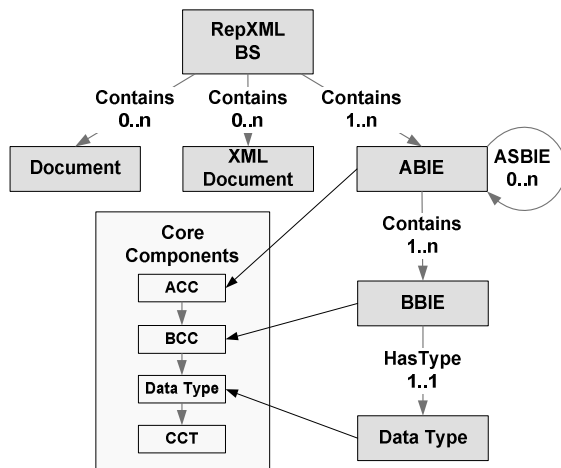 RepXML
BS
Contains
0..n
Contains
0..n
Contains
1..n
Document
XML
Document
ABIE
ASBIE
0..n
Core
Components
ACC
BCC
Data Type
CCT
Contains
1..n
BBIE
HasType
1..1
Data Type